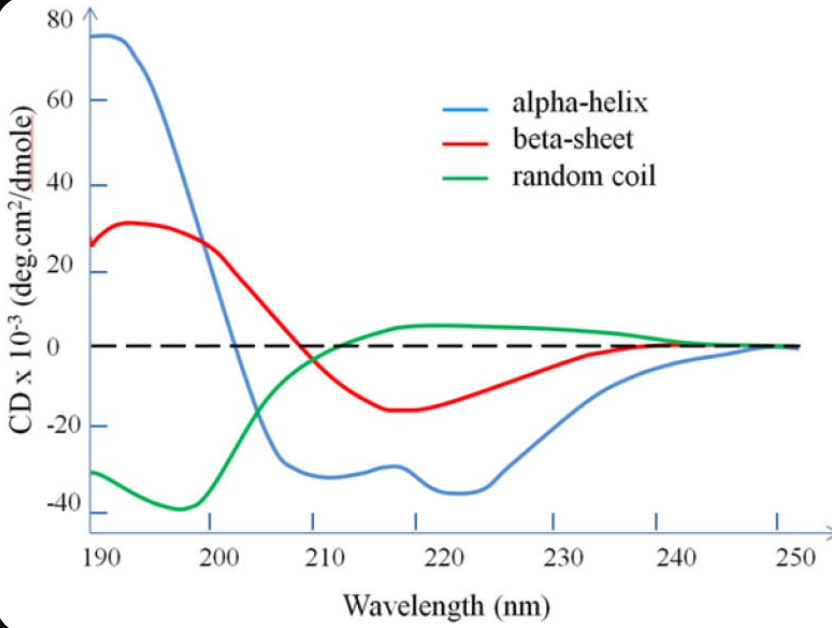 80
60
40
20
0
-20
-40
CD x 10⁻³ (deg.cm²/dmole)
alpha-helix
beta-sheet
random coil
190 200 210 220 230 240 250
Wavelength (nm)